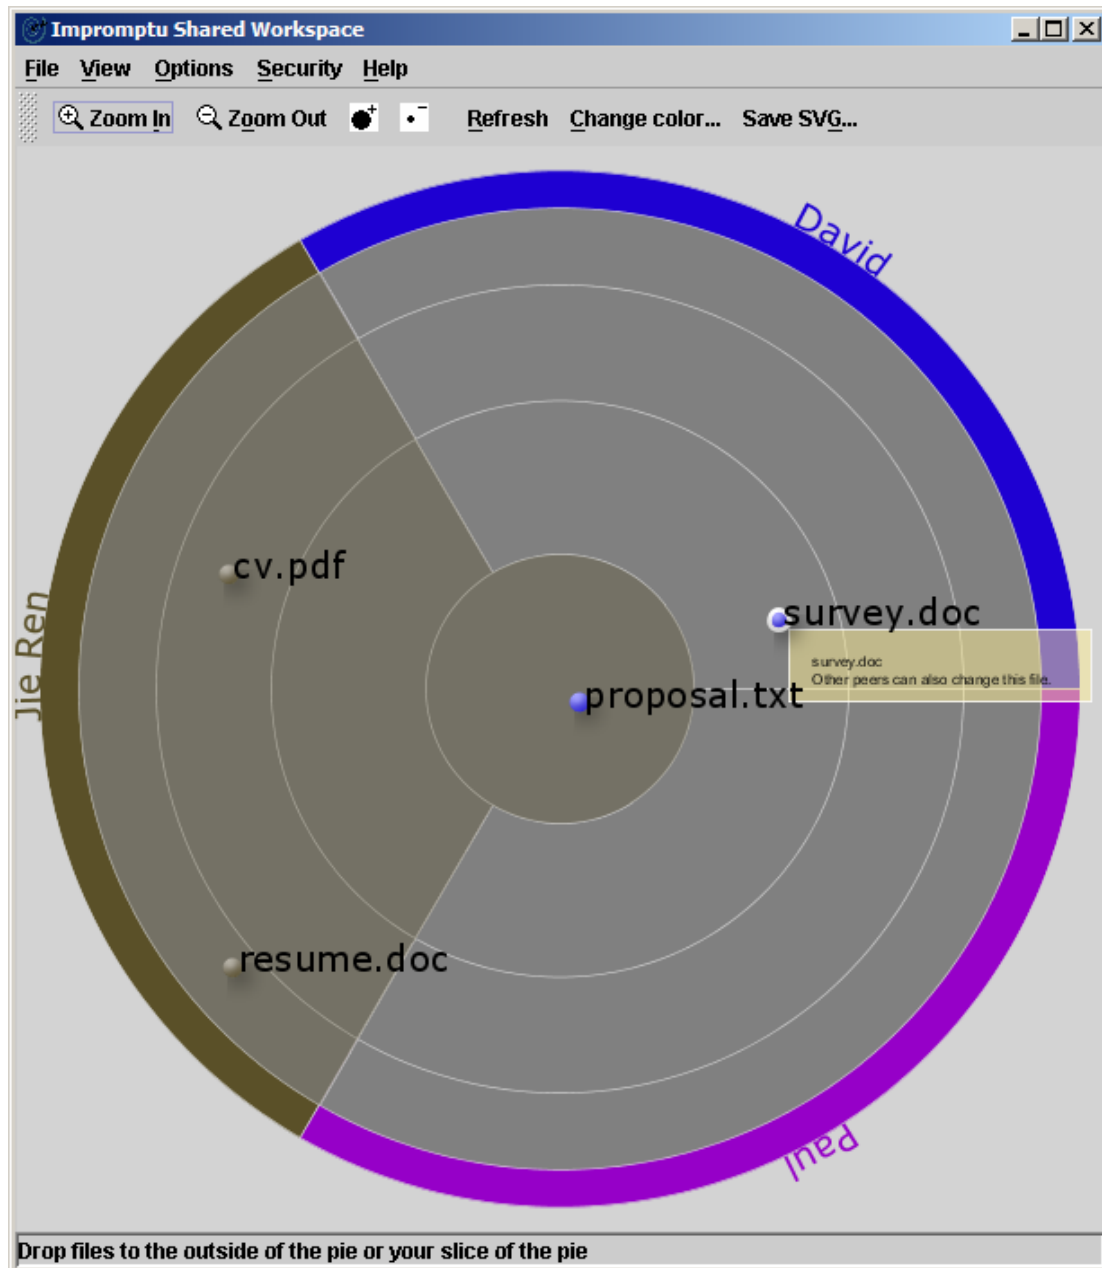 Impromptu Shared Workspace
File View Options Security Help
Zoom In Zoom Out Refresh Change color... Save SVG...
David
cv.pdf
Jie Ren
survey.doc
survey.doc
Other peers can also change this file.
proposal.txt
resume.doc
Paul
Drop files to the outside of the pie or your slice of the pie